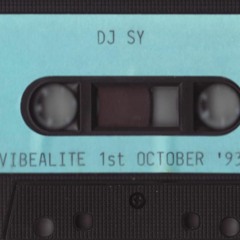 DJ SY
VIBEALITE 1st OCTOBER '93